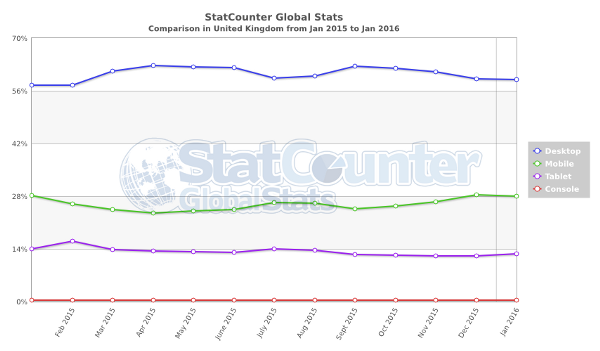 StatCounter Global Stats
Comparison in United Kingdom from Jan 2015 to Jan 2016
70%
56%
42%
28%
14%
0%
StatCounter
GlobalStats
Desktop
Mobile
Tablet
Console
Feb 2015
Mar 2015
Apr 2015
May 2015
June 2015
July 2015
Aug 2015
Sept 2015
Oct 2015
Nov 2015
Dec 2015
Jan 2016